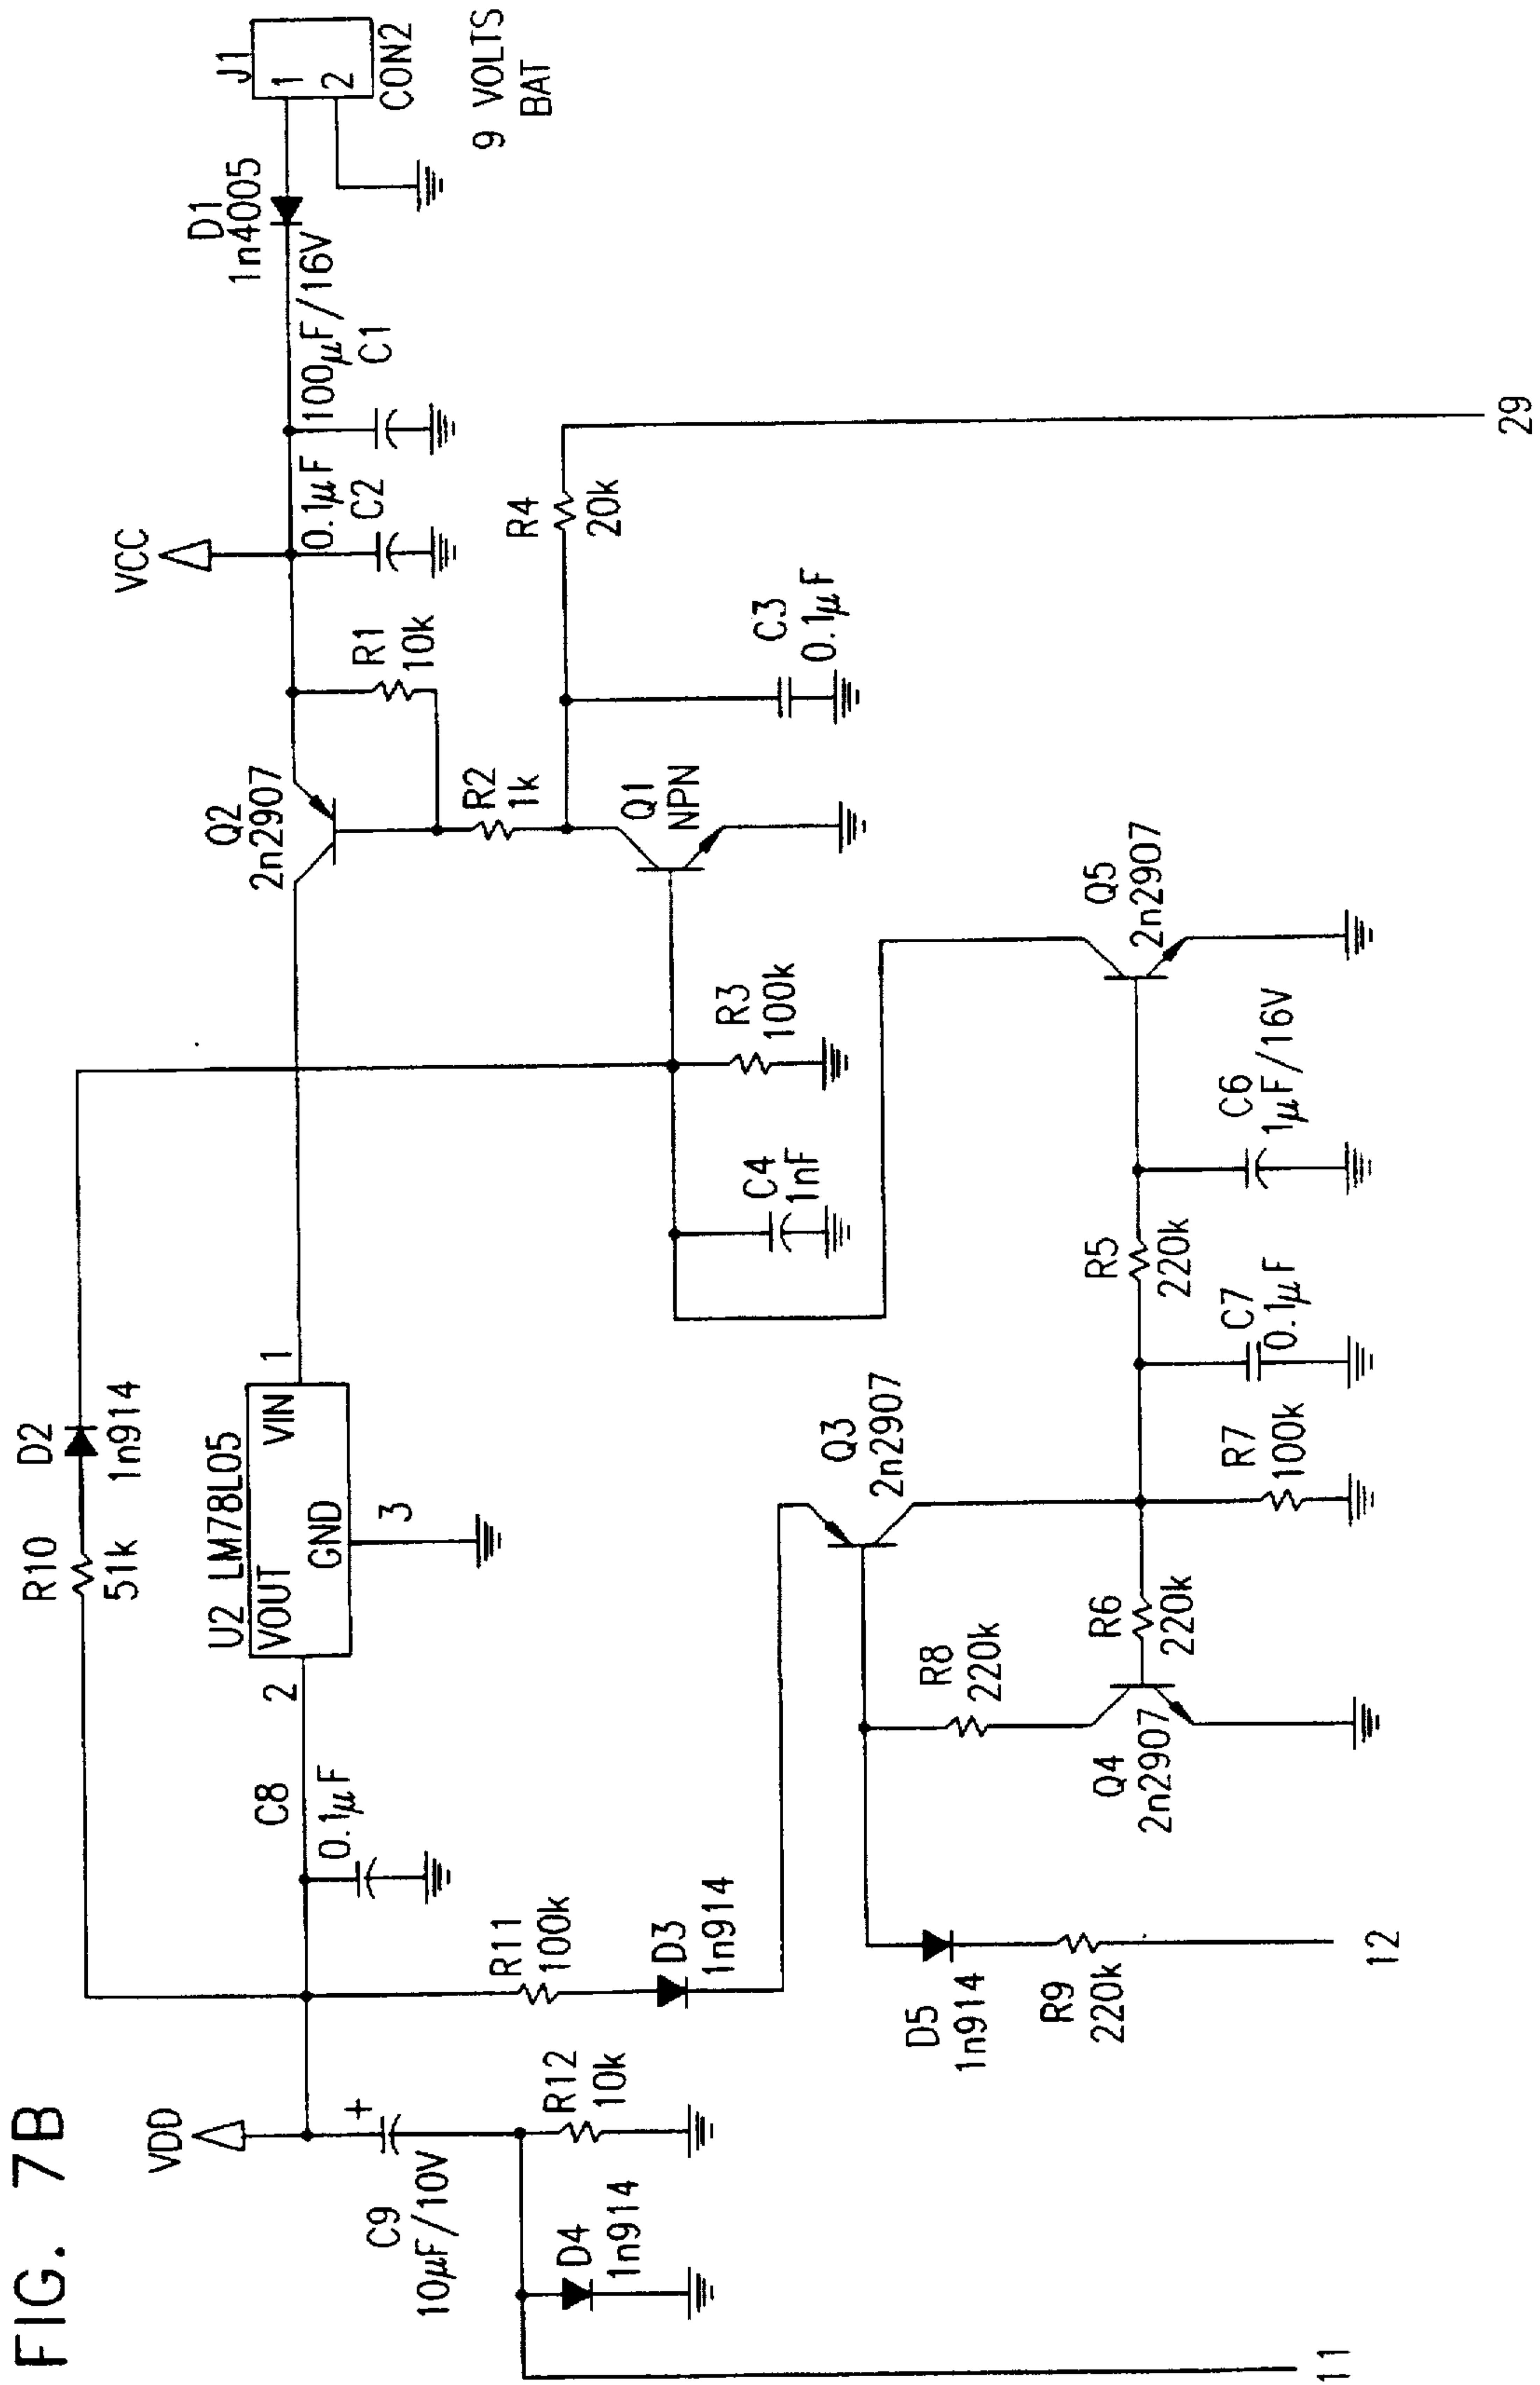 FIG. 7B
VDD
C9
10µF/10V
D4
1n914
R12
10k
11
R10
51k
D2
1n914
U2 LM78L05
VOUT
VIN
GND
2
1
3
C8
0.1µF
R11
100k
D3
1n914
D5
1n914
R9
220k
12
Q2
2n2907
VCC
R1
10k
R2
1k
0.1µF
C2
100µF/16V
C1
D1
1n4005
J1
1
2
CON2
9 VOLTS
BAT
R4
20k
29
C3
0.1µF
Q1
NPN
R3
100k
C4
1nF
Q3
2n2907
R8
220k
Q4
2n2907
R6
220k
R7
100k
C7
0.1µF
R5
220k
C6
1µF/16V
Q5
2n2907